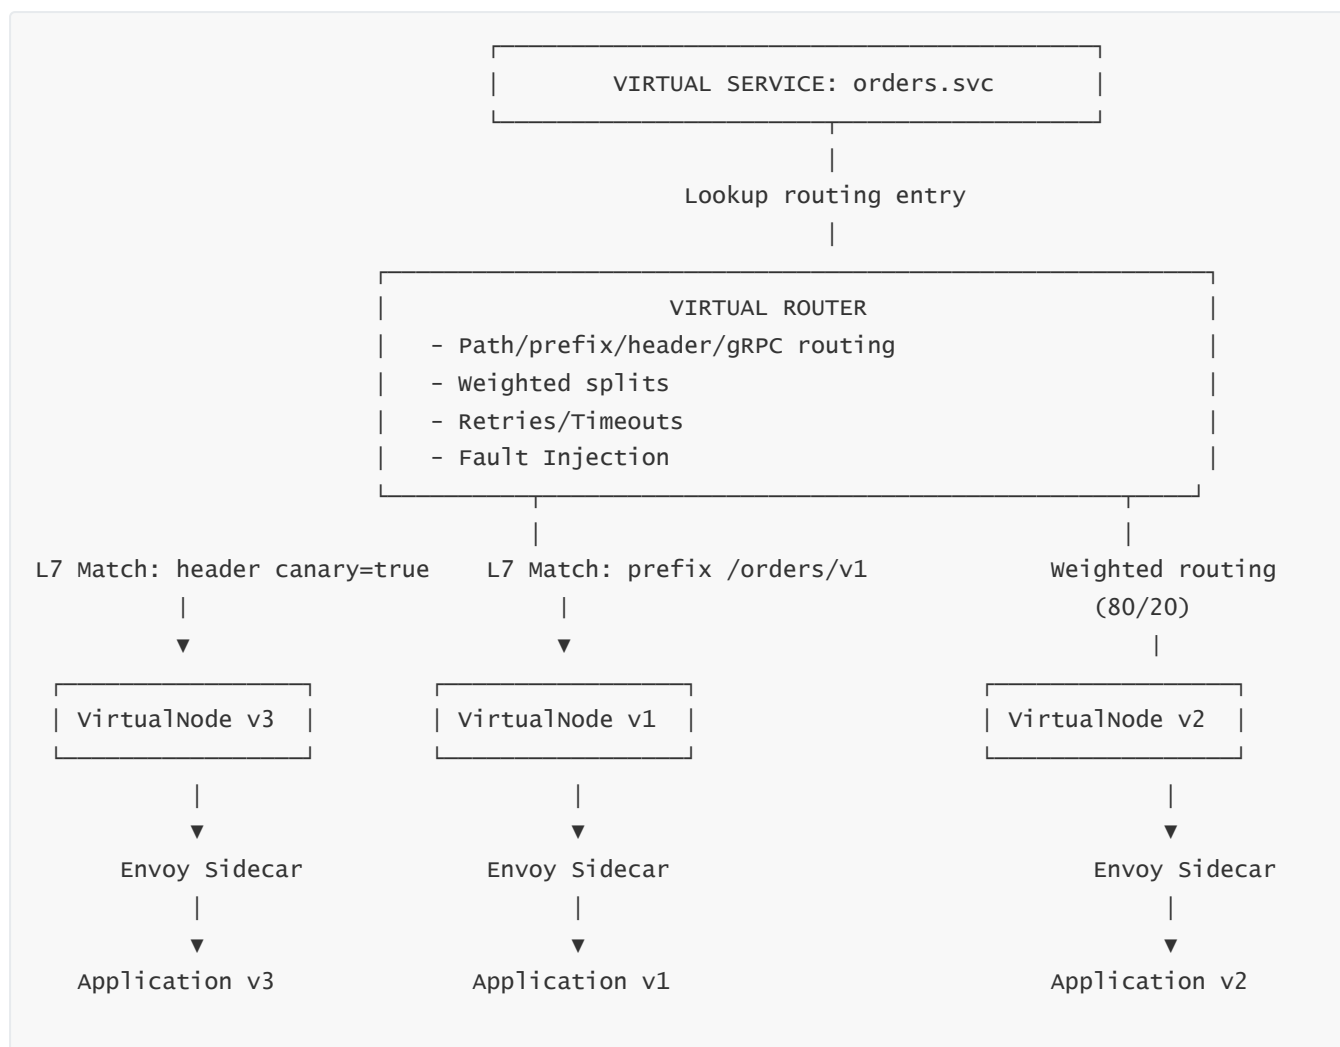 VIRTUAL SERVICE: orders.svc
Lookup routing entry
VIRTUAL ROUTER
- Path/prefix/header/gRPC routing
- Weighted splits
- Retries/Timeouts
- Fault Injection
L7 Match: header canary=true L7 Match: prefix /orders/v1 Weighted routing
(80/20)
VirtualNode v3 VirtualNode v1 VirtualNode v2
Envoy Sidecar Envoy Sidecar Envoy Sidecar
Application v3 Application v1 Application v2